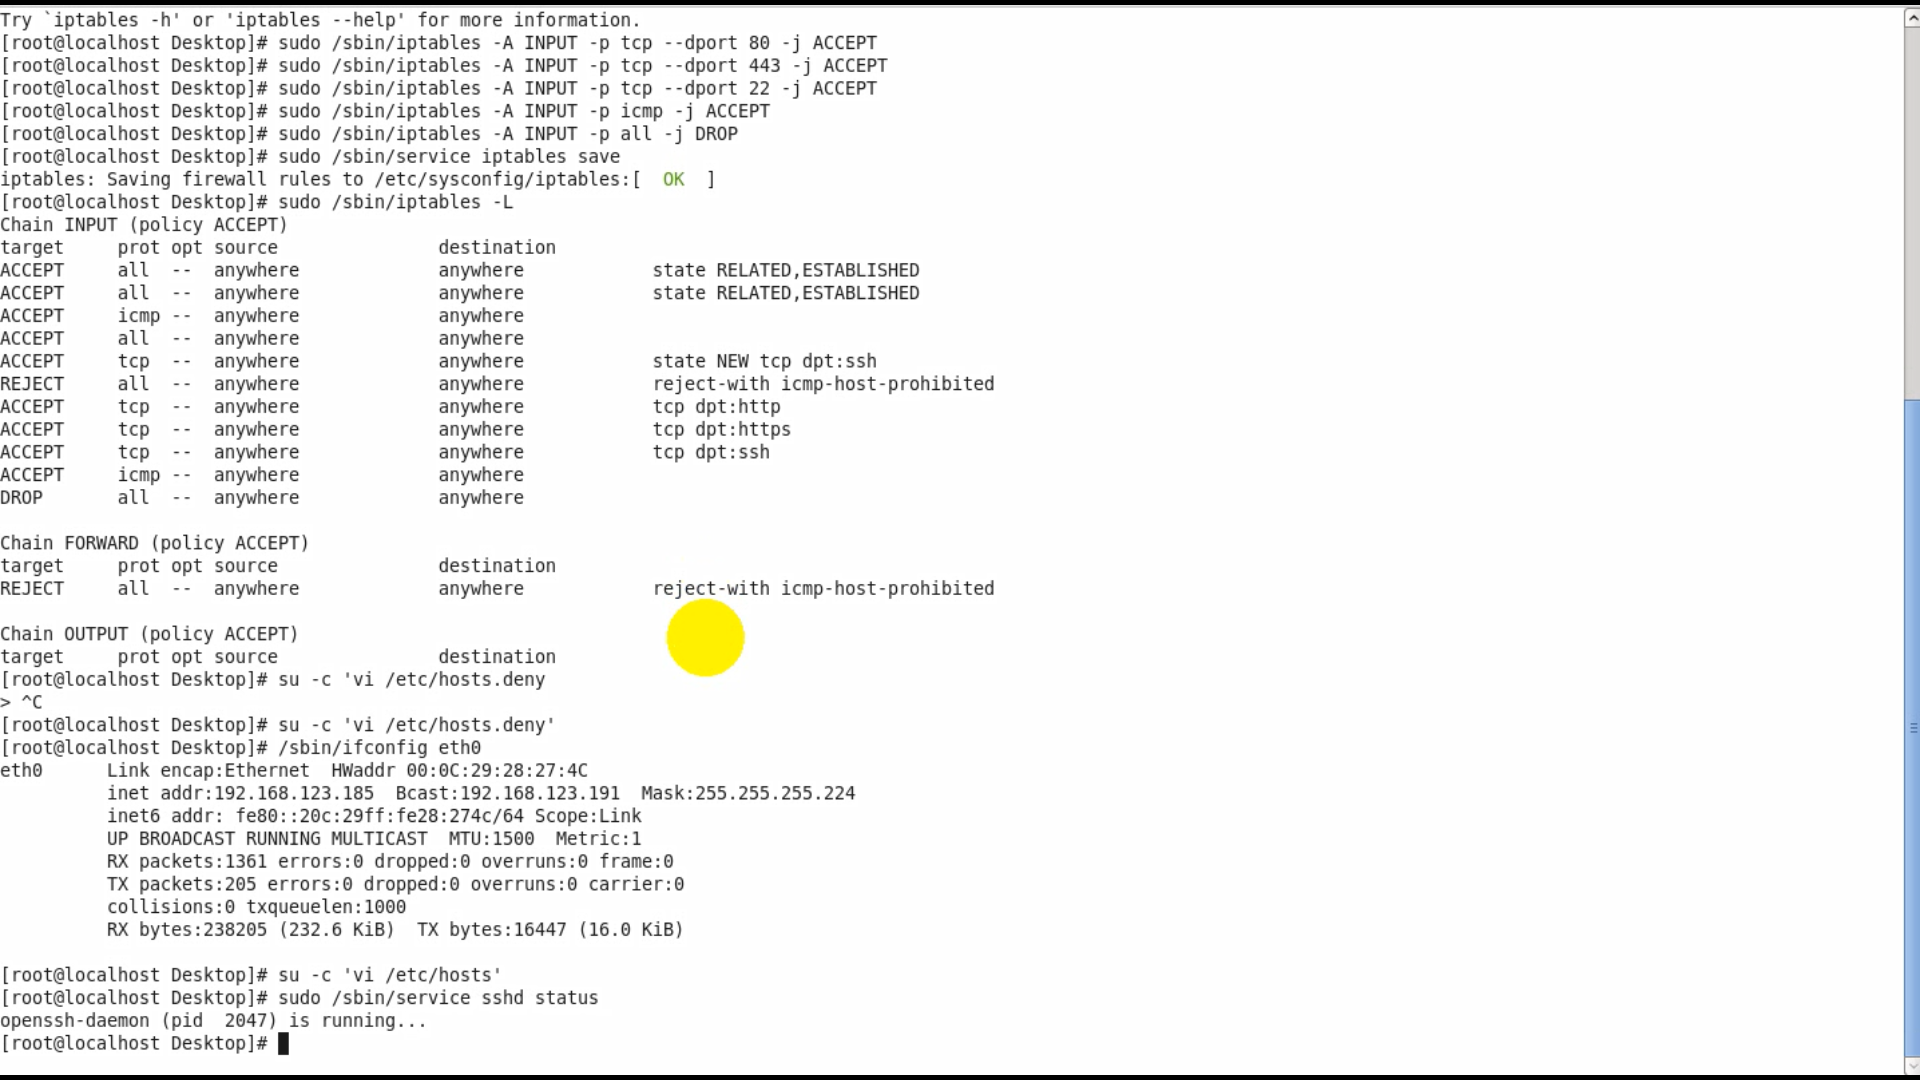 Try `iptables -h' or 'iptables --help' for more information.
[root@localhost Desktop]# sudo /sbin/iptables -A INPUT -p tcp --dport 80 -j ACCEPT
[root@localhost Desktop]# sudo /sbin/iptables -A INPUT -p tcp --dport 443 -j ACCEPT
[root@localhost Desktop]# sudo /sbin/iptables -A INPUT -p tcp --dport 22 -j ACCEPT
[root@localhost Desktop]# sudo /sbin/iptables -A INPUT -p icmp -j ACCEPT
[root@localhost Desktop]# sudo /sbin/iptables -A INPUT -p all -j DROP
[root@localhost Desktop]# sudo /sbin/service iptables save
iptables: Saving firewall rules to /etc/sysconfig/iptables:[  OK  ]
[root@localhost Desktop]# sudo /sbin/iptables -L
Chain INPUT (policy ACCEPT)
target     prot opt source               destination
ACCEPT     all  --  anywhere             anywhere            state RELATED,ESTABLISHED
ACCEPT     all  --  anywhere             anywhere            state RELATED,ESTABLISHED
ACCEPT     icmp --  anywhere             anywhere
ACCEPT     all  --  anywhere             anywhere
ACCEPT     tcp  --  anywhere             anywhere            state NEW tcp dpt:ssh
REJECT     all  --  anywhere             anywhere            reject-with icmp-host-prohibited
ACCEPT     tcp  --  anywhere             anywhere            tcp dpt:http
ACCEPT     tcp  --  anywhere             anywhere            tcp dpt:https
ACCEPT     tcp  --  anywhere             anywhere            tcp dpt:ssh
ACCEPT     icmp --  anywhere             anywhere
DROP       all  --  anywhere             anywhere

Chain FORWARD (policy ACCEPT)
target     prot opt source               destination
REJECT     all  --  anywhere             anywhere            reject-with icmp-host-prohibited

Chain OUTPUT (policy ACCEPT)
target     prot opt source               destination
[root@localhost Desktop]# su -c 'vi /etc/hosts.deny
> ^C
[root@localhost Desktop]# su -c 'vi /etc/hosts.deny'
[root@localhost Desktop]# /sbin/ifconfig eth0
eth0      Link encap:Ethernet  HWaddr 00:0C:29:28:27:4C
          inet addr:192.168.123.185  Bcast:192.168.123.191  Mask:255.255.255.224
          inet6 addr: fe80::20c:29ff:fe28:274c/64 Scope:Link
          UP BROADCAST RUNNING MULTICAST  MTU:1500  Metric:1
          RX packets:1361 errors:0 dropped:0 overruns:0 frame:0
          TX packets:205 errors:0 dropped:0 overruns:0 carrier:0
          collisions:0 txqueuelen:1000
          RX bytes:238205 (232.6 KiB)  TX bytes:16447 (16.0 KiB)

[root@localhost Desktop]# su -c 'vi /etc/hosts'
[root@localhost Desktop]# sudo /sbin/service sshd status
openssh-daemon (pid  2047) is running...
[root@localhost Desktop]#